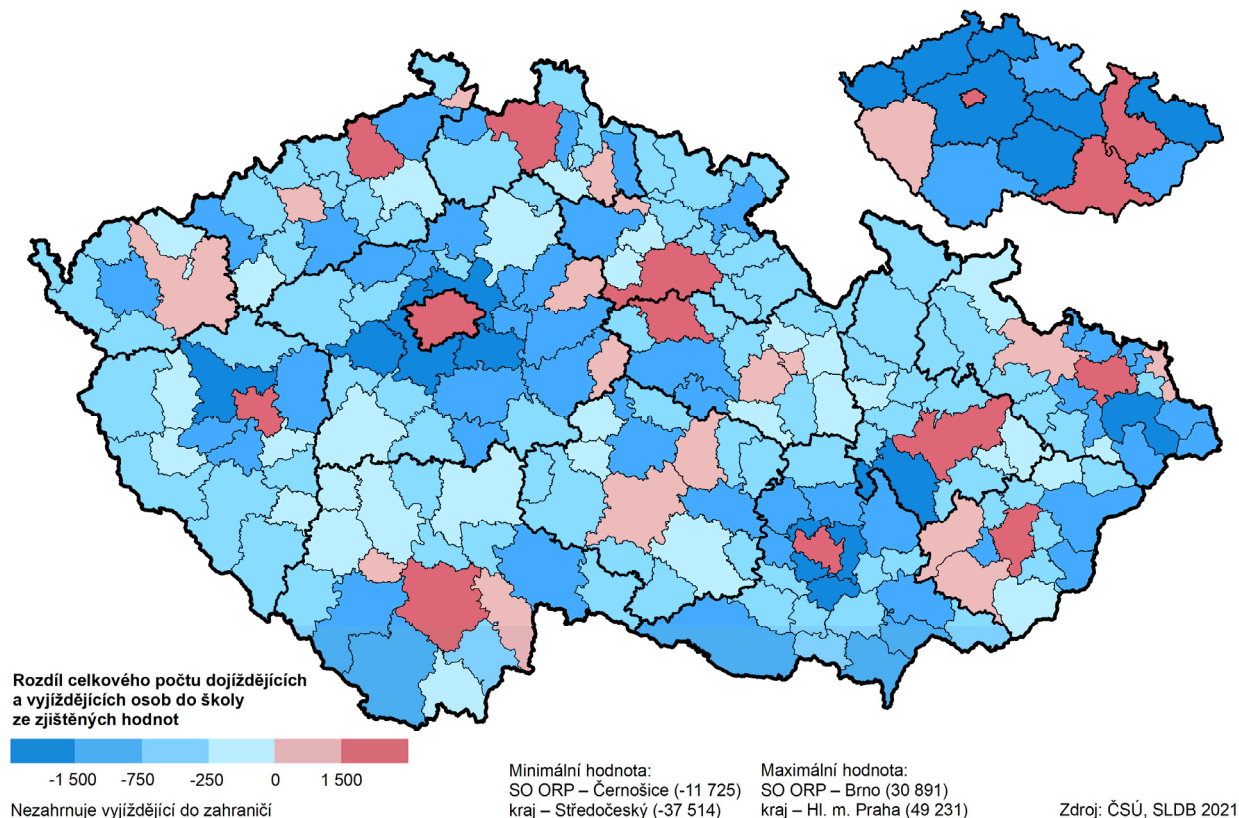 Rozdíl celkového počtu dojíždějících
a vyjíždějících osob do školy
ze zjištěných hodnot
-1 500 -750 -250 0 1 500
Nezahrnuje vyjíždějící do zahraničí
Minimální hodnota:
SO ORP – Černošice (-11 725)
kraj – Středočeský (-37 514)
Maximální hodnota:
SO ORP – Brno (30 891)
kraj – Hl. m. Praha (49 231)
Zdroj: ČSÚ, SLDB 2021